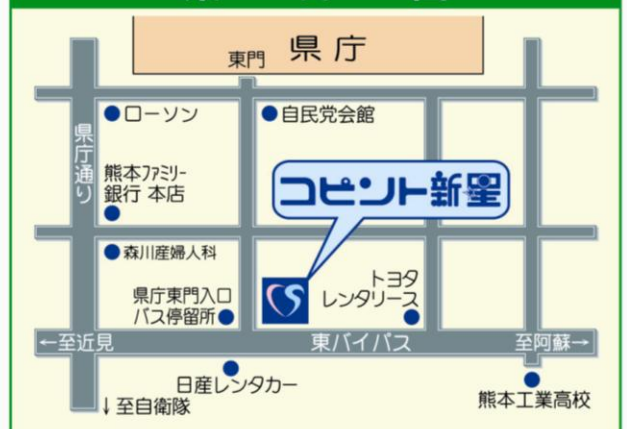 県庁
東門
ローソン
自民党会館
県庁通り
熊本ファミリー
銀行 本店
コピント新星
森川産婦人科
県庁東門入口
バス停留所
トヨタ
レンタリース
←至近見
東バイパス
至阿蘇→
日産レンタカー
↓至自衛隊
熊本工業高校